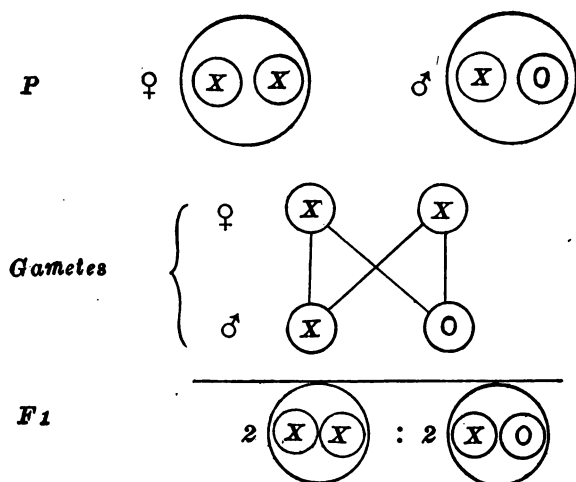 P ♀ X X ♂ X O
♀ X X
Gametes
♂ X O
F1 2 X X : 2 X O